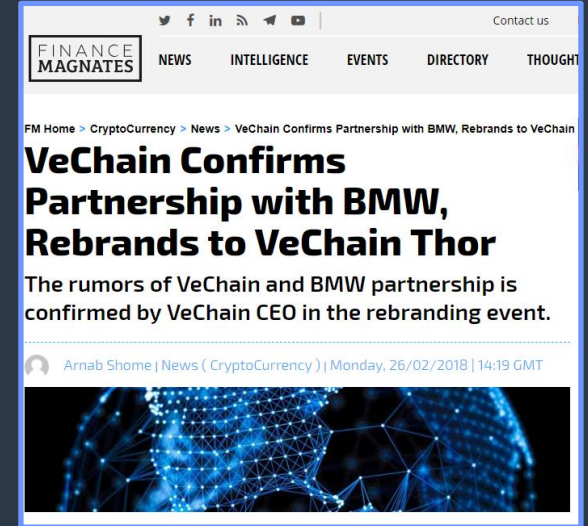 Contact us
FINANCE
MAGNATES
NEWS INTELLIGENCE EVENTS DIRECTORY THOUGHT
FM Home > CryptoCurrency > News > VeChain Confirms Partnership with BMW, Rebrands to VeChain
VeChain Confirms
Partnership with BMW,
Rebrands to VeChain Thor
The rumors of VeChain and BMW partnership is
confirmed by VeChain CEO in the rebranding event.
Arnab Shome | News ( CryptoCurrency ) | Monday, 26/02/2018 | 14:19 GMT